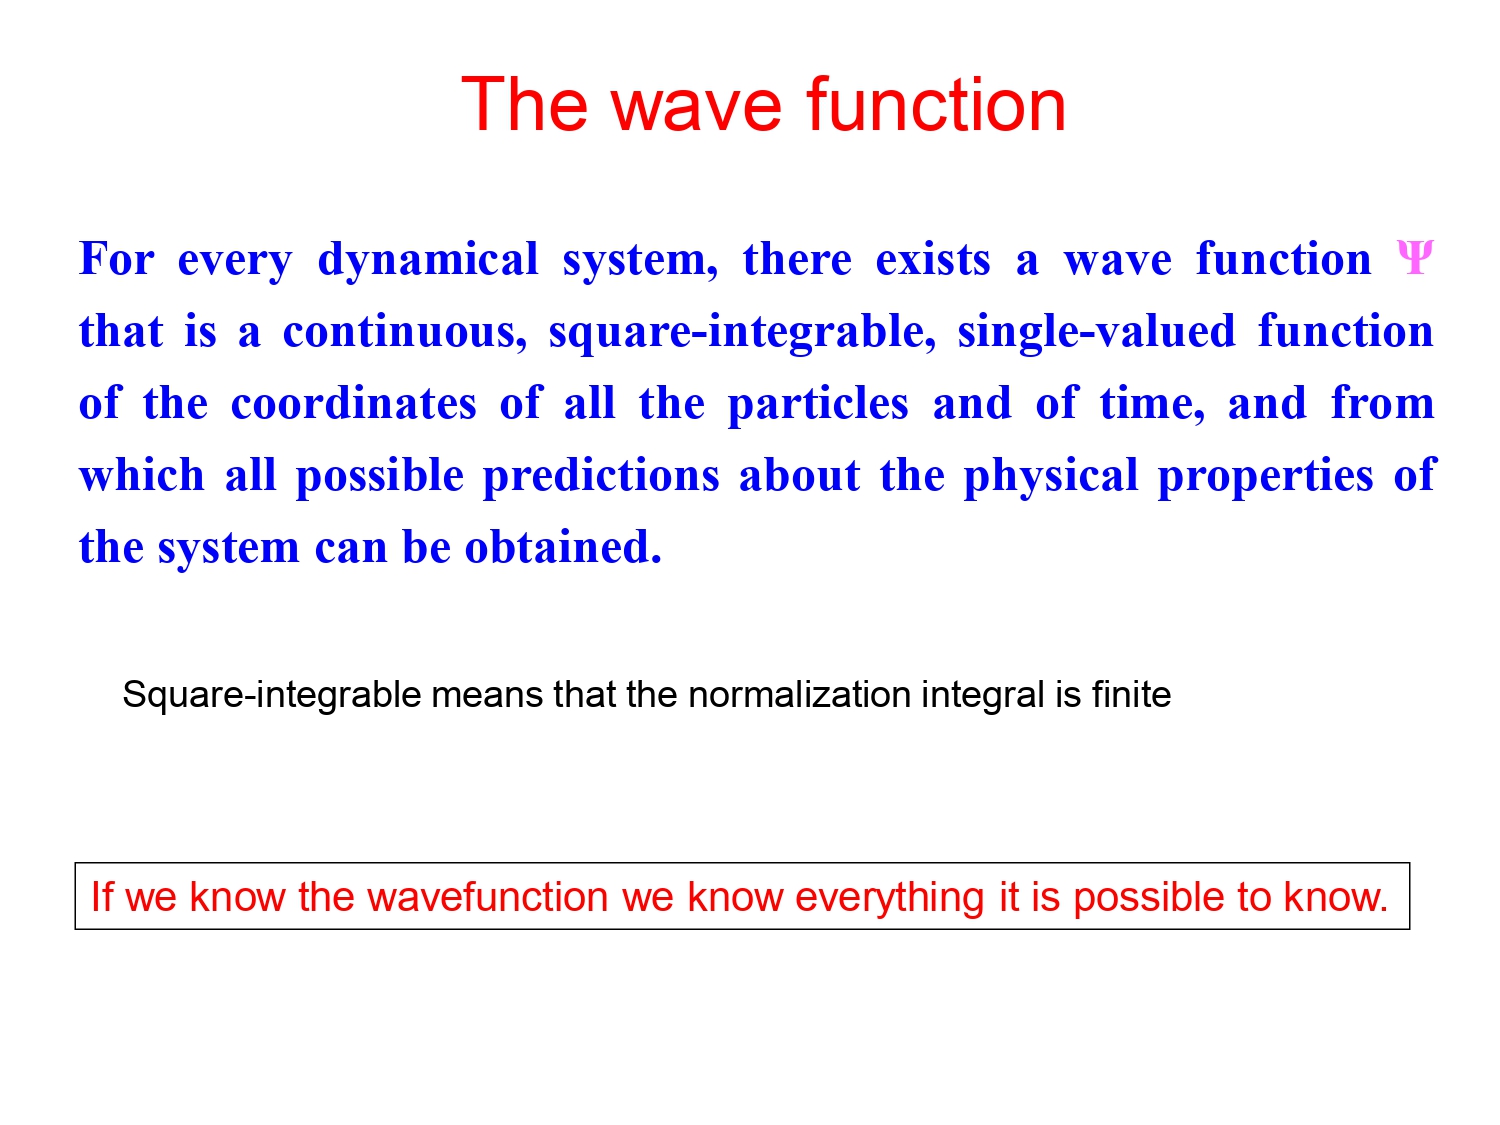 The wave function
For every dynamical system, there exists a wave function Ψ
that is a continuous, square-integrable, single-valued function
of the coordinates of all the particles and of time, and from
which all possible predictions about the physical properties of
the system can be obtained.
Square-integrable means that the normalization integral is finite
If we know the wavefunction we know everything it is possible to know.